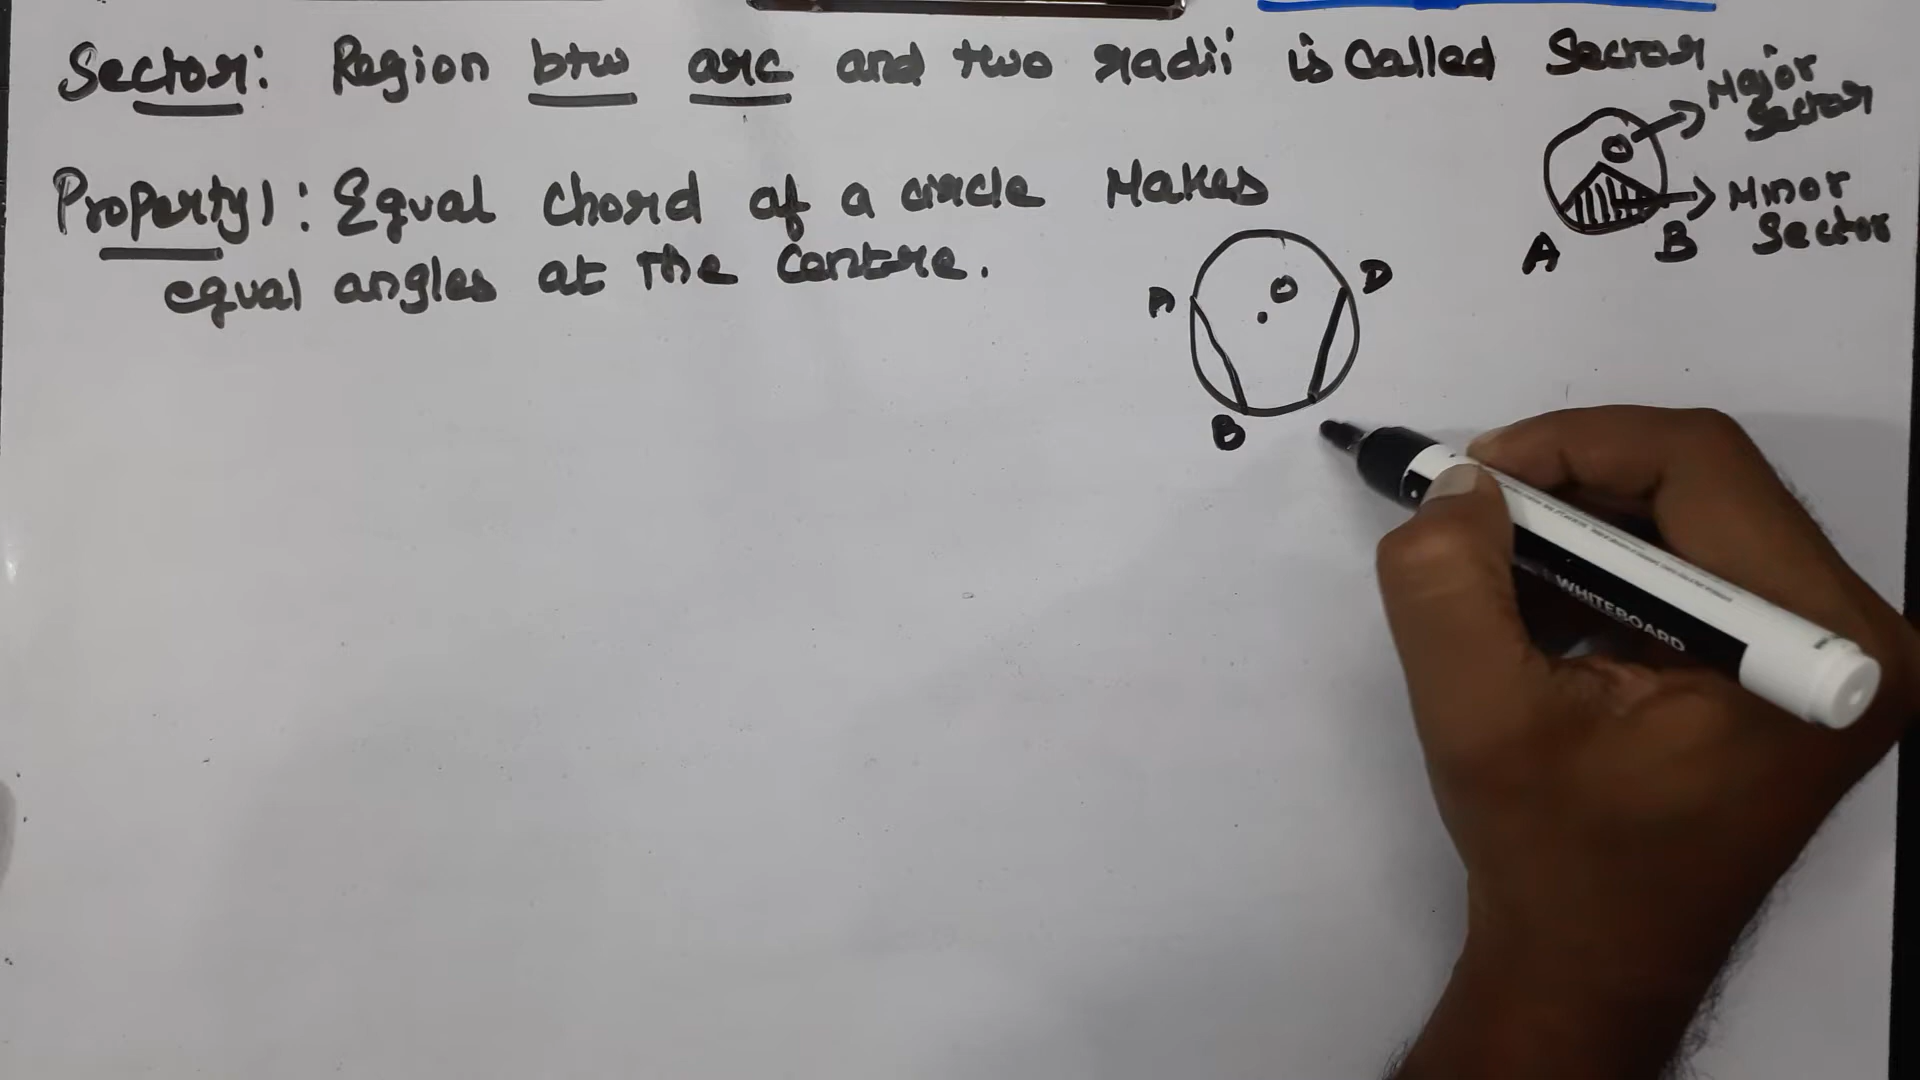 Sector: Region btw arc and two radii is called Sector
Major
Sector
O
Minor
Sector
A
B
Property 1: Equal chord of a circle Makes
equal angles at the centre.
A
O
D
B
WHITEBOARD